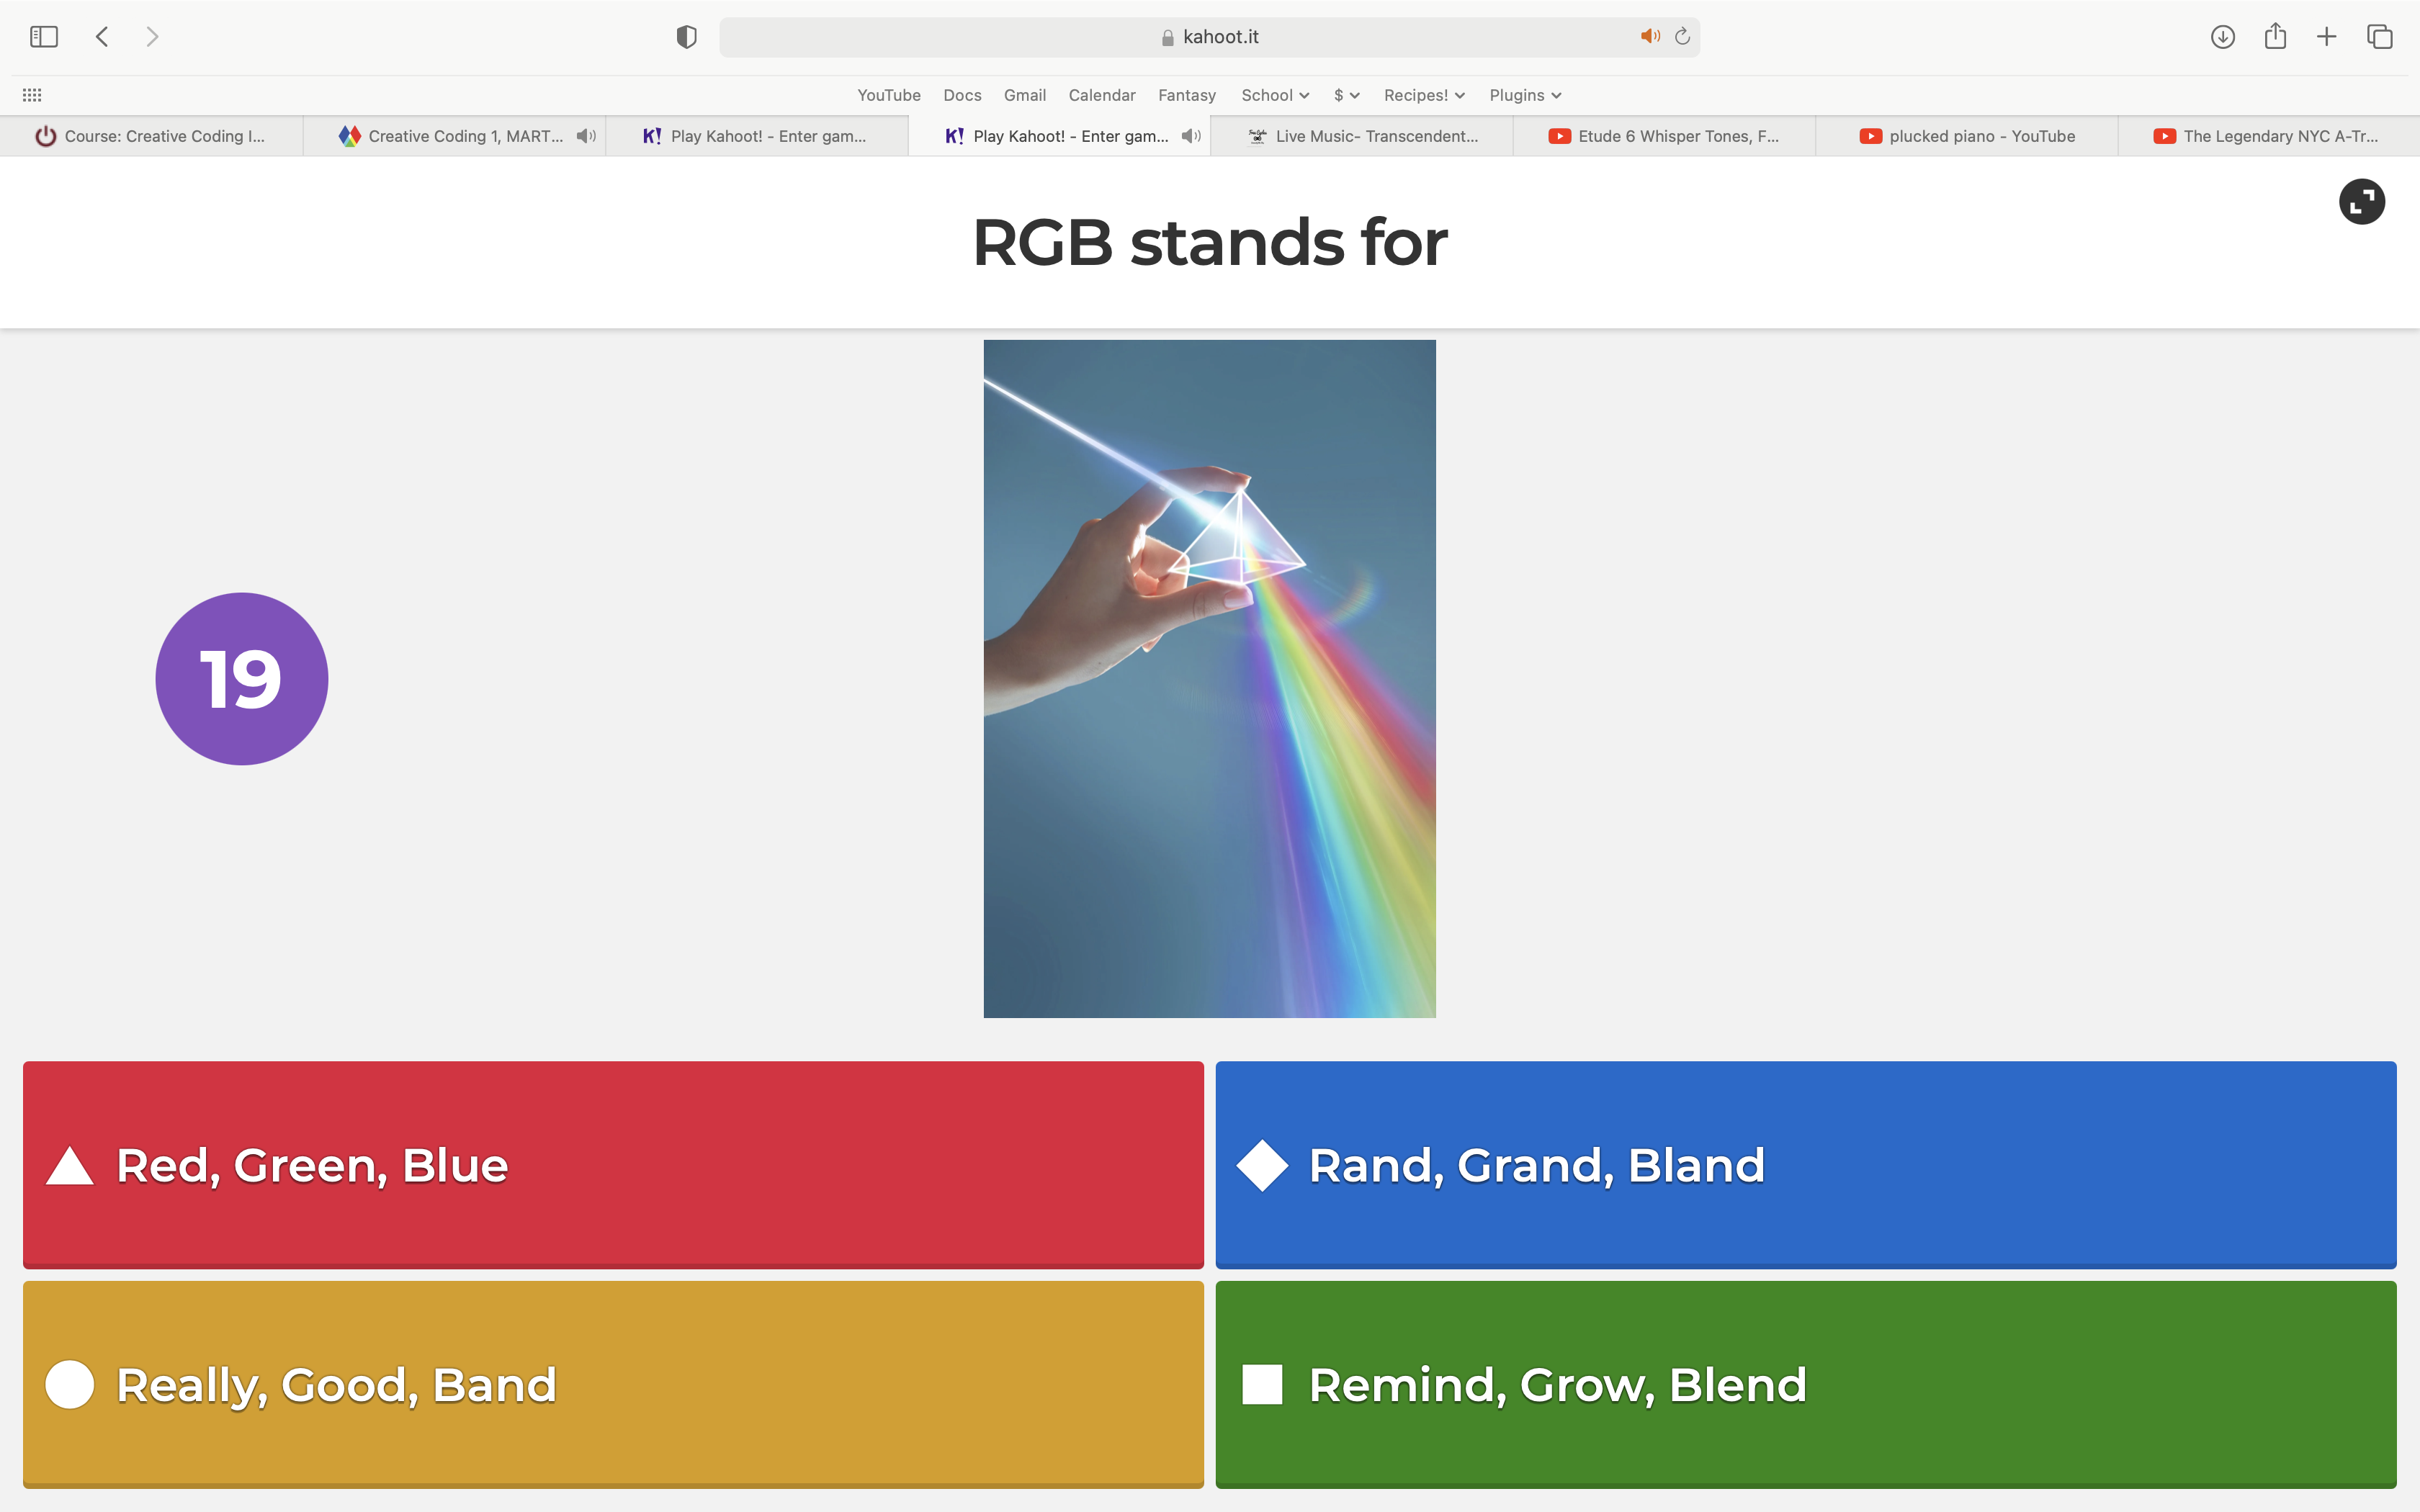 kahoot.it
YouTube Docs Gmail Calendar Fantasy School $ Recipes! Plugins
Course: Creative Coding I... Creative Coding 1, MART... K! Play Kahoot! - Enter gam... K! Play Kahoot! - Enter gam... Live Music- Transcendent... Etude 6 Whisper Tones, F... plucked piano - YouTube The Legendary NYC A-Tr...
RGB stands for
19
Red, Green, Blue
Rand, Grand, Bland
Really, Good, Band
Remind, Grow, Blend